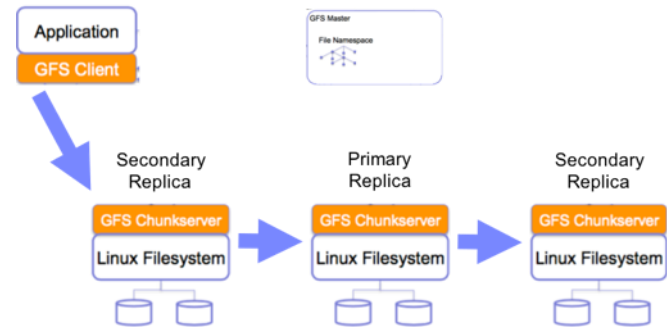 Application
GFS Client
GFS Master
File Namespace
Secondary
Replica
Primary
Replica
Secondary
Replica
GFS Chunkserver
GFS Chunkserver
GFS Chunkserver
Linux Filesystem
Linux Filesystem
Linux Filesystem